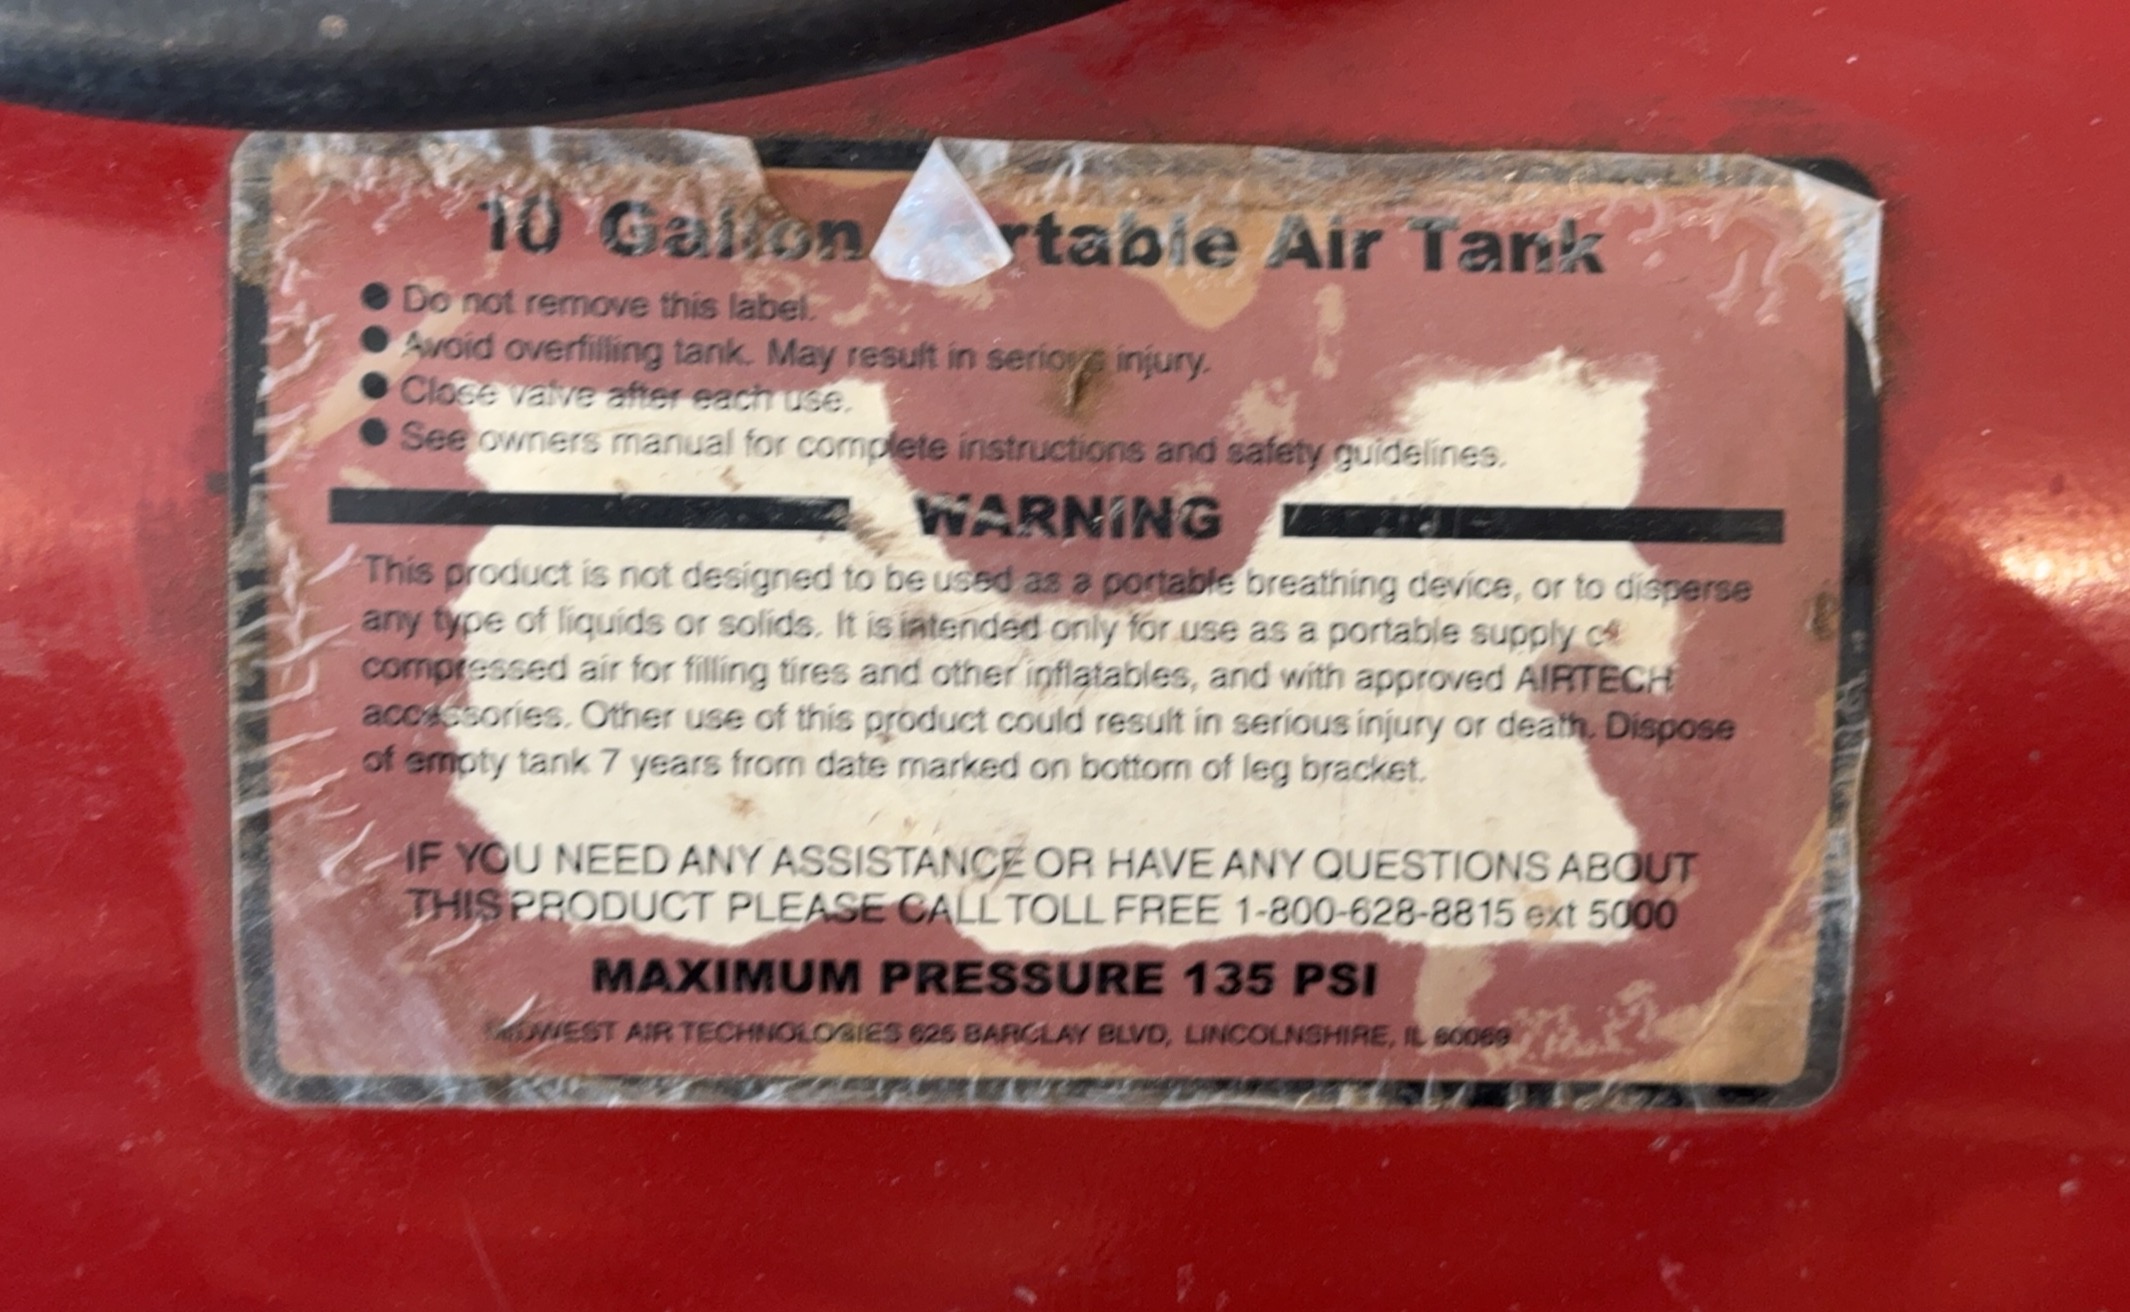 10 Gallon rtable Air Tank
● Do not remove this label.
● Avoid overfilling tank. May result in serious injury.
● Close valve after each use.
● See owners manual for complete instructions and safety guidelines.
WARNING
This product is not designed to be used as a portable breathing device, or to disperse
any type of liquids or solids. It is intended only for use as a portable supply of
compressed air for filling tires and other inflatables, and with approved AIRTECH
accessories. Other use of this product could result in serious injury or death. Dispose
of empty tank 7 years from date marked on bottom of leg bracket.
IF YOU NEED ANY ASSISTANCE OR HAVE ANY QUESTIONS ABOUT
THIS PRODUCT PLEASE CALL TOLL FREE 1-800-628-8815 ext 5000
MAXIMUM PRESSURE 135 PSI
MIDWEST AIR TECHNOLOGIES 625 BARCLAY BLVD, LINCOLNSHIRE, IL 60069